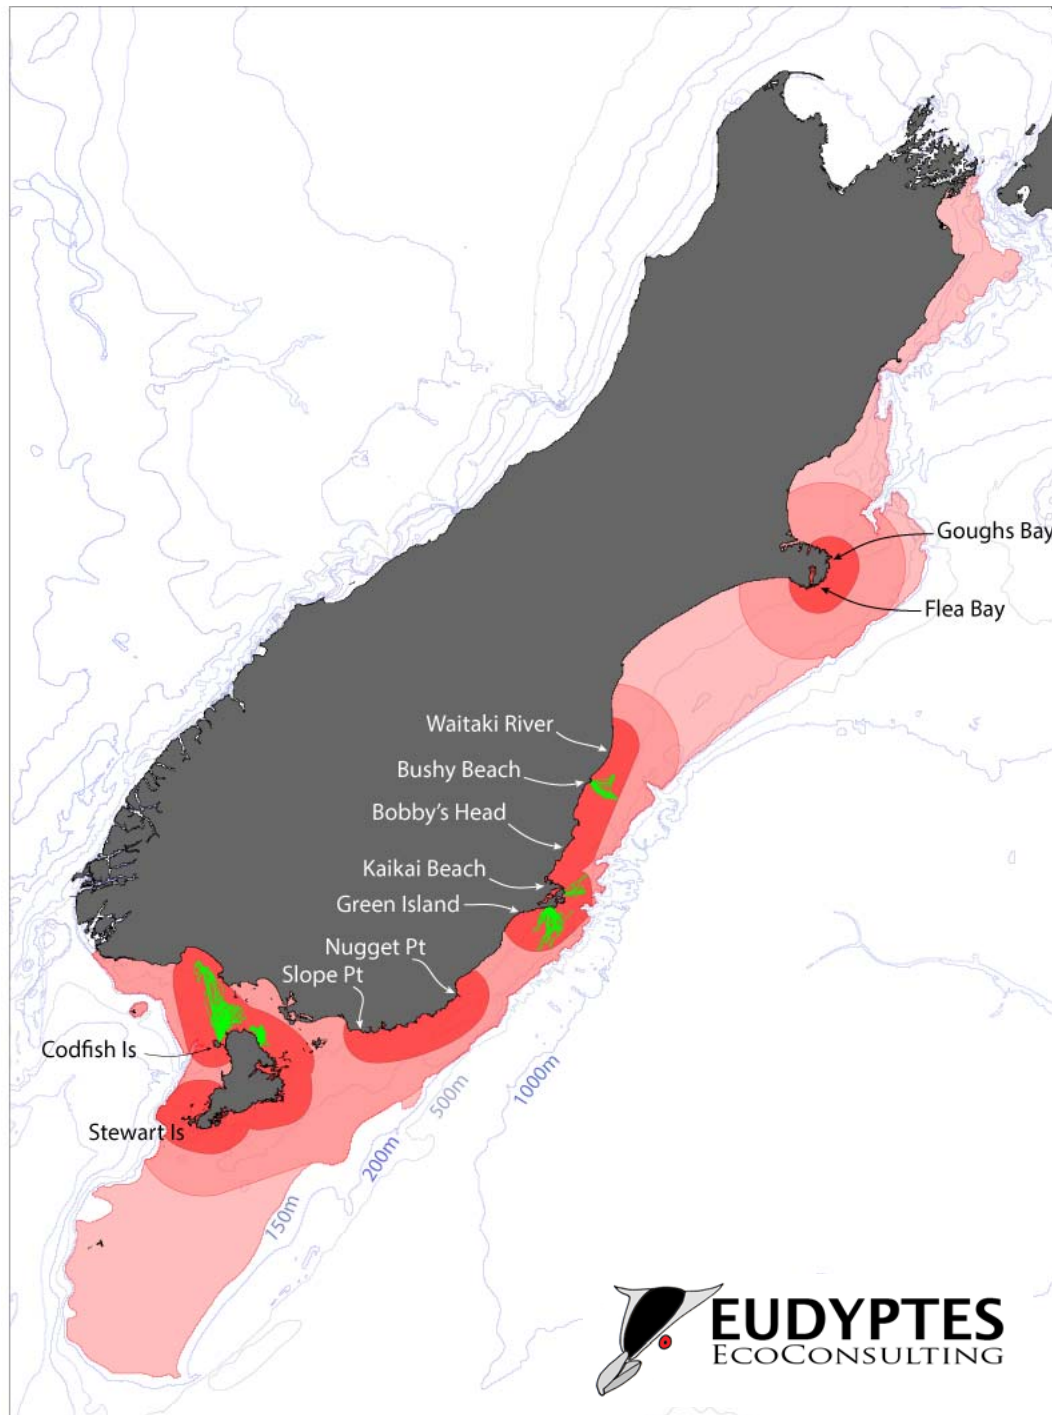 Goughs Bay
Flea Bay
Waitaki River
Bushy Beach
Bobby's Head
Kaikai Beach
Green Island
Nugget Pt
Slope Pt
Codfish Is
Stewart Is
1000m
500m
200m
150m
EUDYPTES
ECOCONSULTING